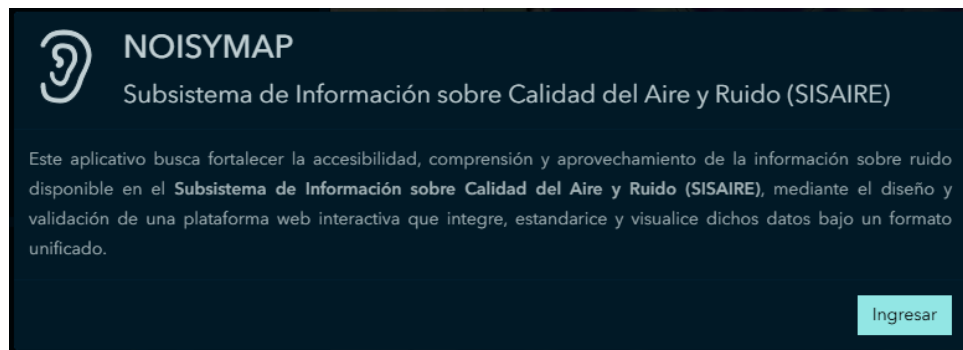 NOISYMAP
Subsistema de Información sobre Calidad del Aire y Ruido (SISAIRE)
Este aplicativo busca fortalecer la accesibilidad, comprensión y aprovechamiento de la información sobre ruido
disponible en el Subsistema de Información sobre Calidad del Aire y Ruido (SISAIRE), mediante el diseño y
validación de una plataforma web interactiva que integre, estandarice y visualice dichos datos bajo un formato
unificado.
Ingresar